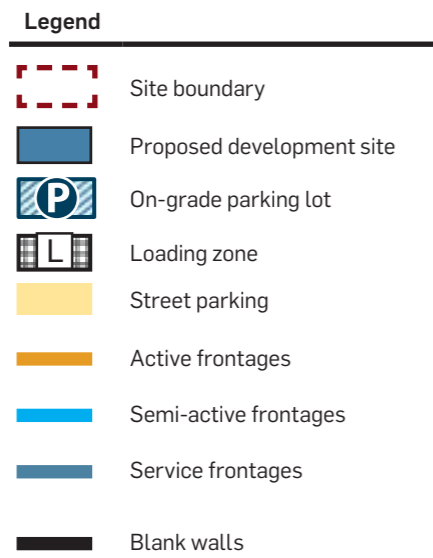 Legend
Site boundary
Proposed development site
P
On-grade parking lot
L
Loading zone
Street parking
Active frontages
Semi-active frontages
Service frontages
Blank walls